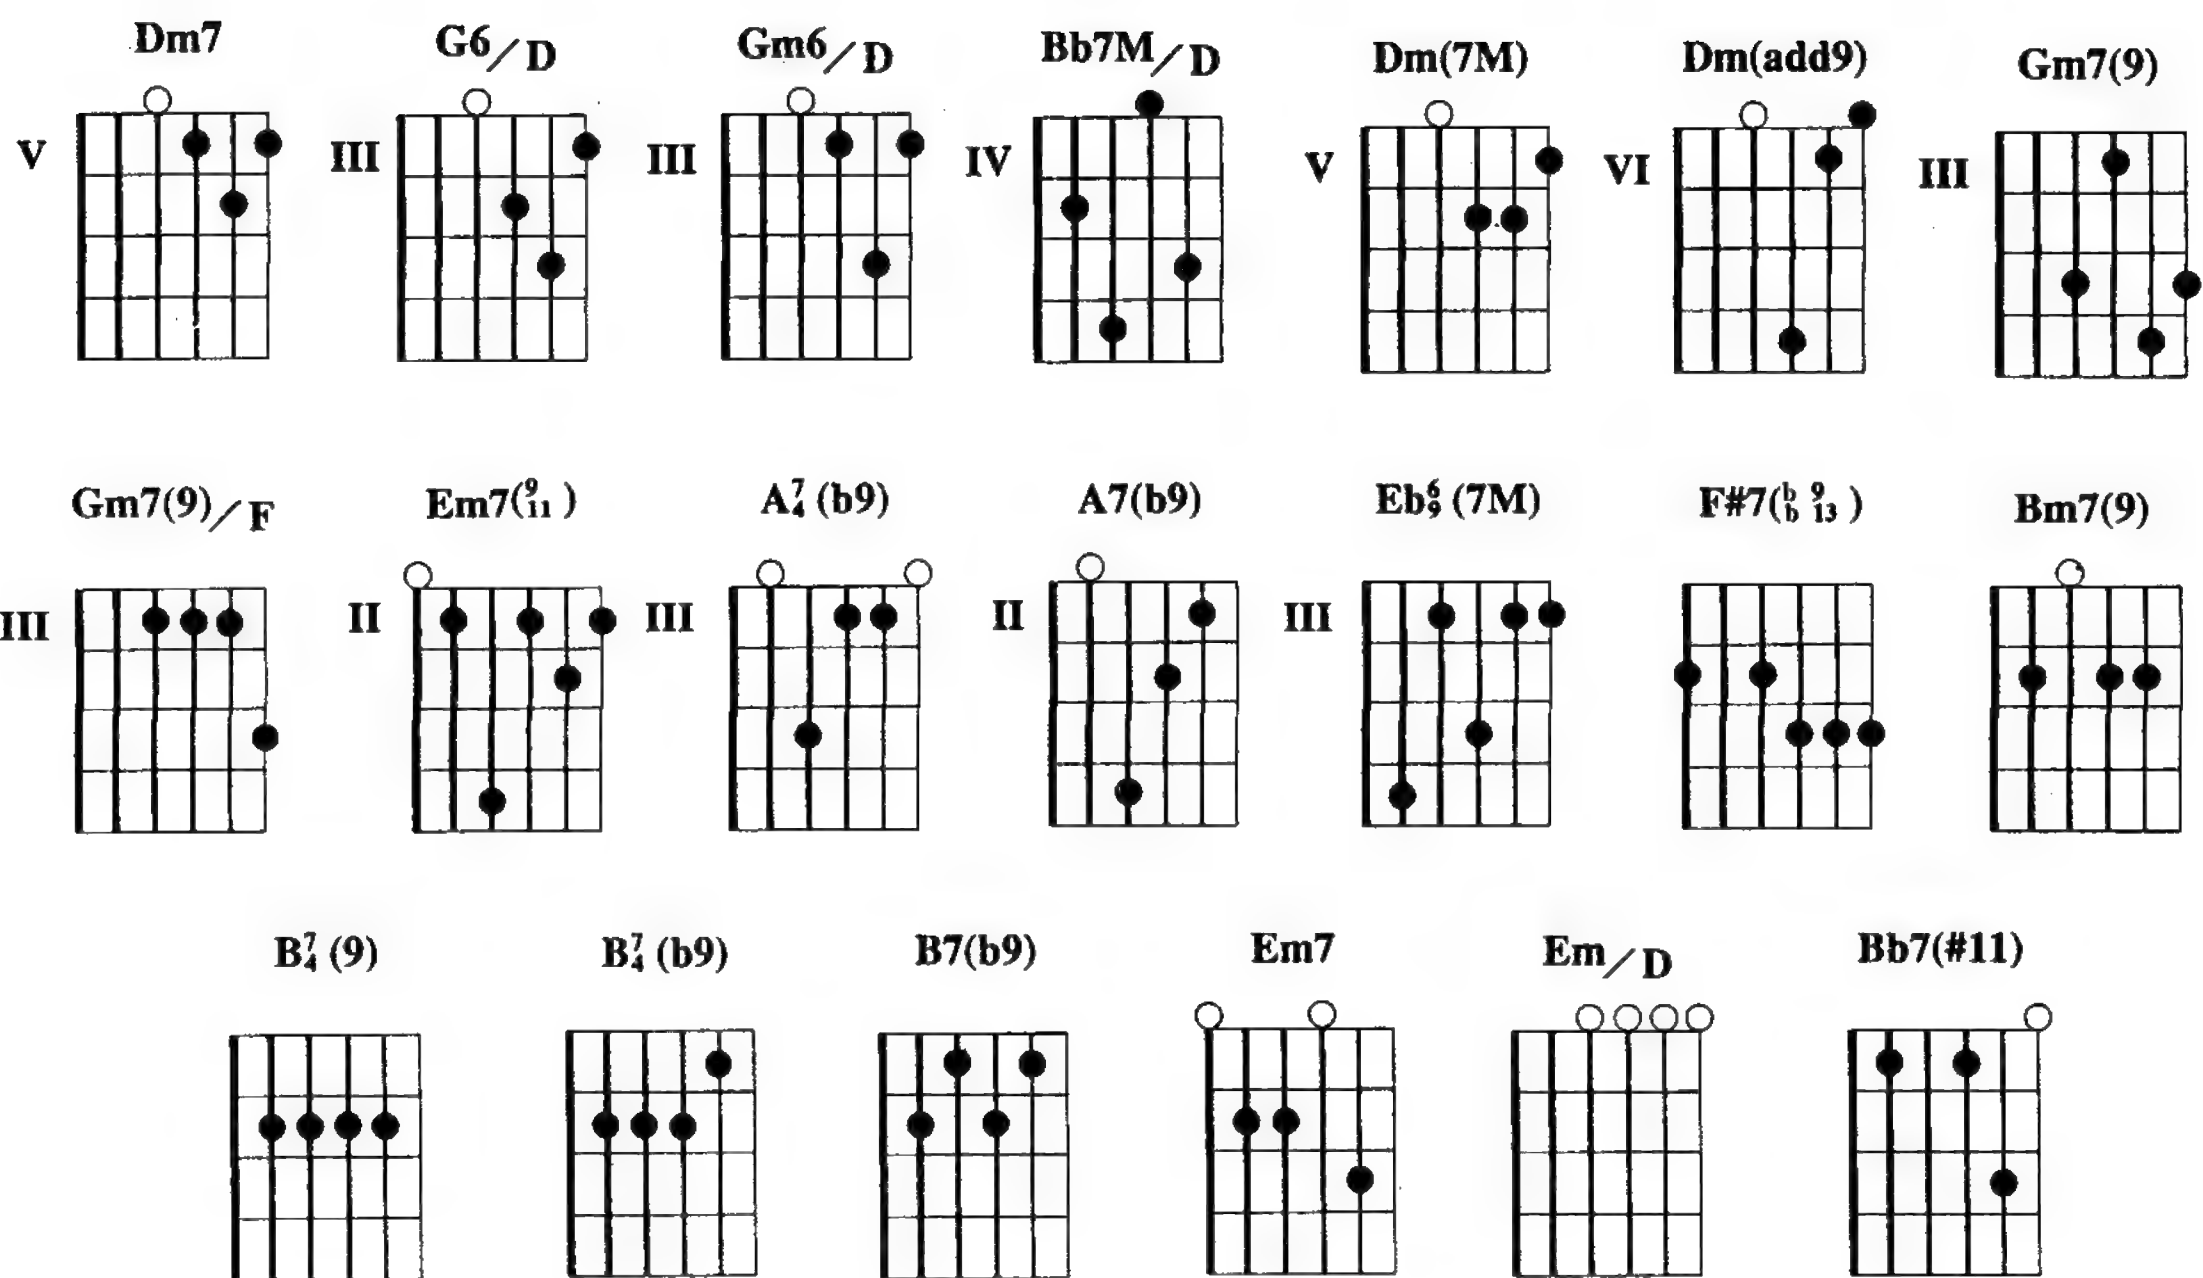 Dm7 G6/D Gm6/D Bb7M/D Dm(7M) Dm(add9) Gm7(9)
V III III IV V VI III
Gm7(9)/F Em7(9 11) A7 4 (b9) A7(b9) Eb6 9 (7M) F#7(b9 b13) Bm7(9)
III II III II III
B7 4 (9) B7 4 (b9) B7(b9) Em7 Em/D Bb7(#11)